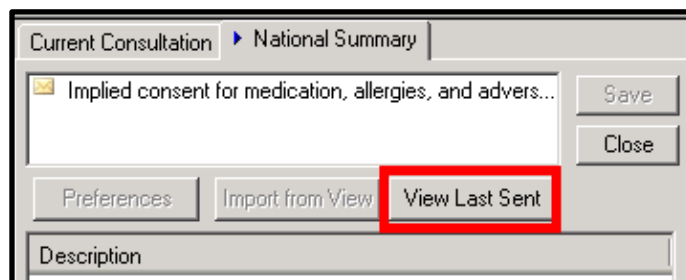 Current Consultation National Summary
Implied consent for medication, allergies, and advers...
Save
Close
Preferences Import from View View Last Sent
Description